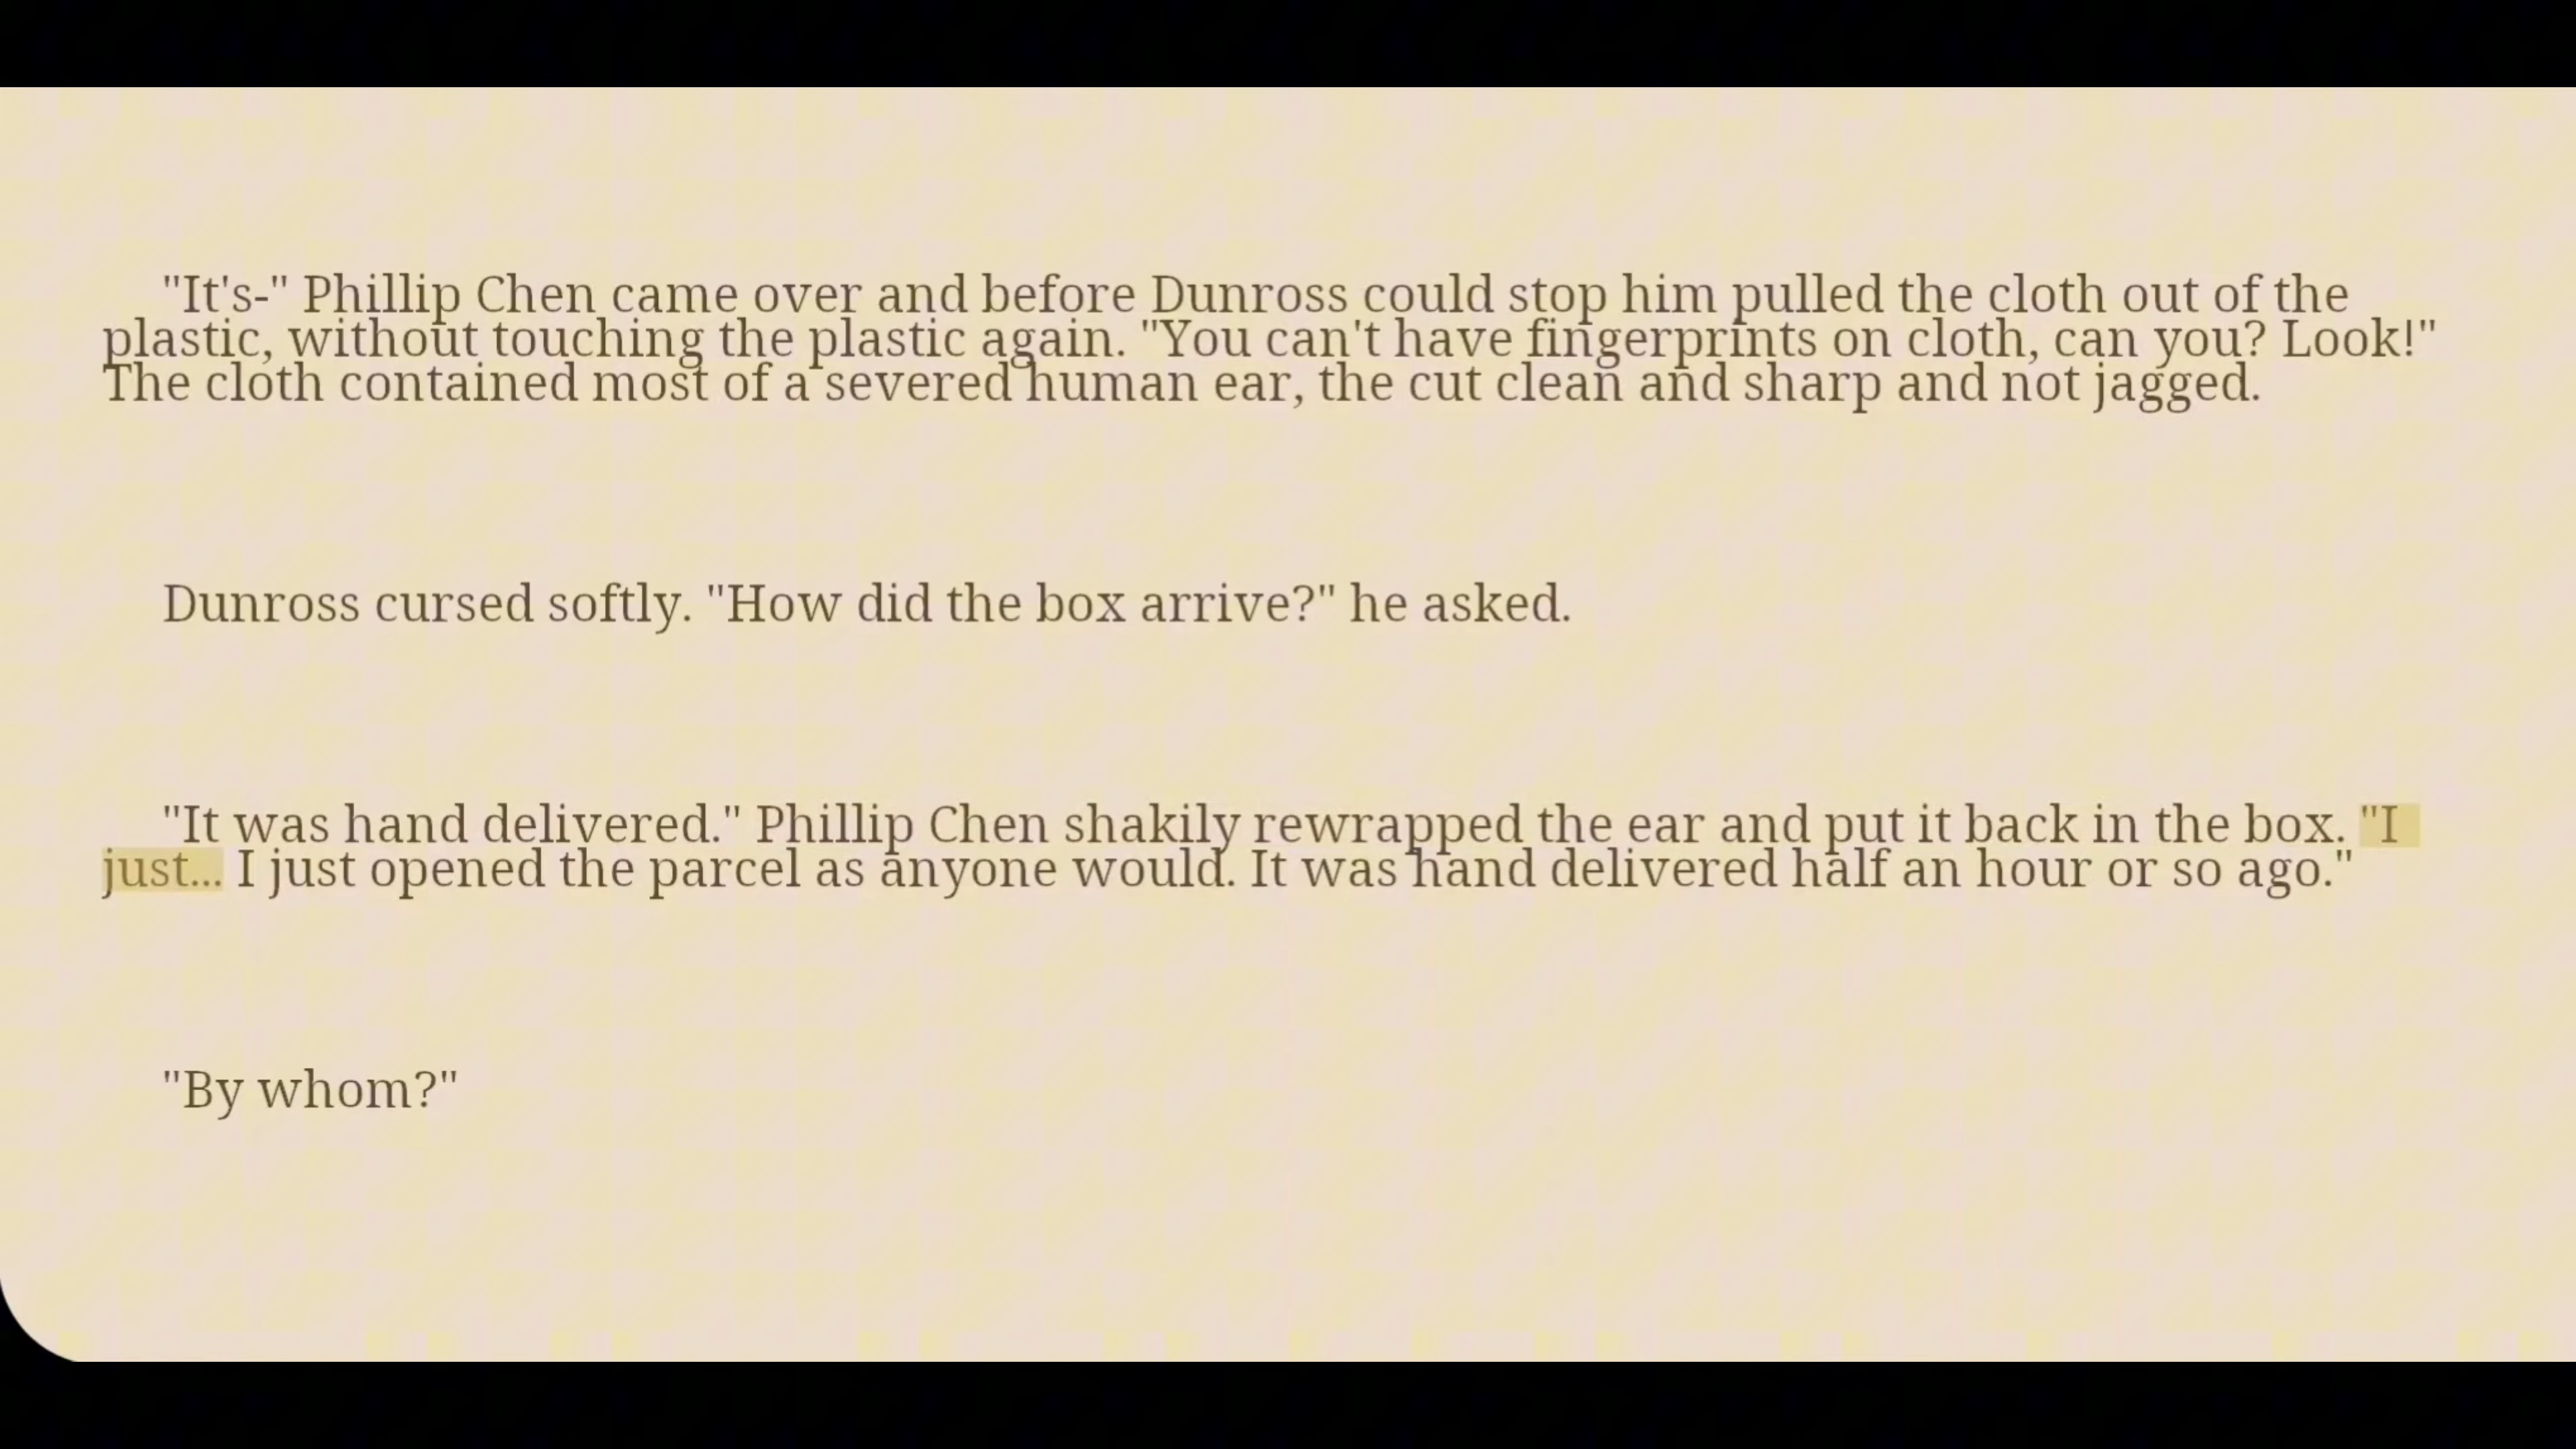 "It's-" Phillip Chen came over and before Dunross could stop him pulled the cloth out of the
plastic, without touching the plastic again. "You can't have fingerprints on cloth, can you? Look!"
The cloth contained most of a severed human ear, the cut clean and sharp and not jagged.
Dunross cursed softly. "How did the box arrive?" he asked.
"It was hand delivered." Phillip Chen shakily rewrapped the ear and put it back in the box. "I
just... I just opened the parcel as anyone would. It was hand delivered half an hour or so ago."
"By whom?"